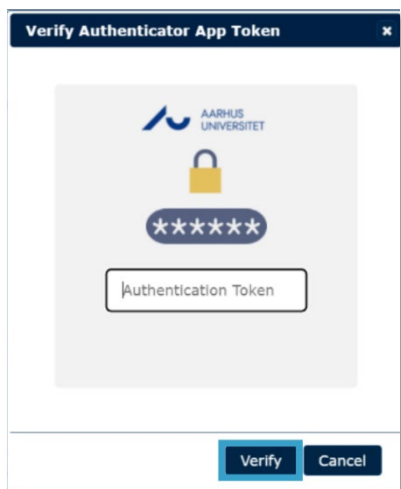 Verify Authenticator App Token
AARHUS
UNIVERSITET
******
Authentication Token
Verify
Cancel